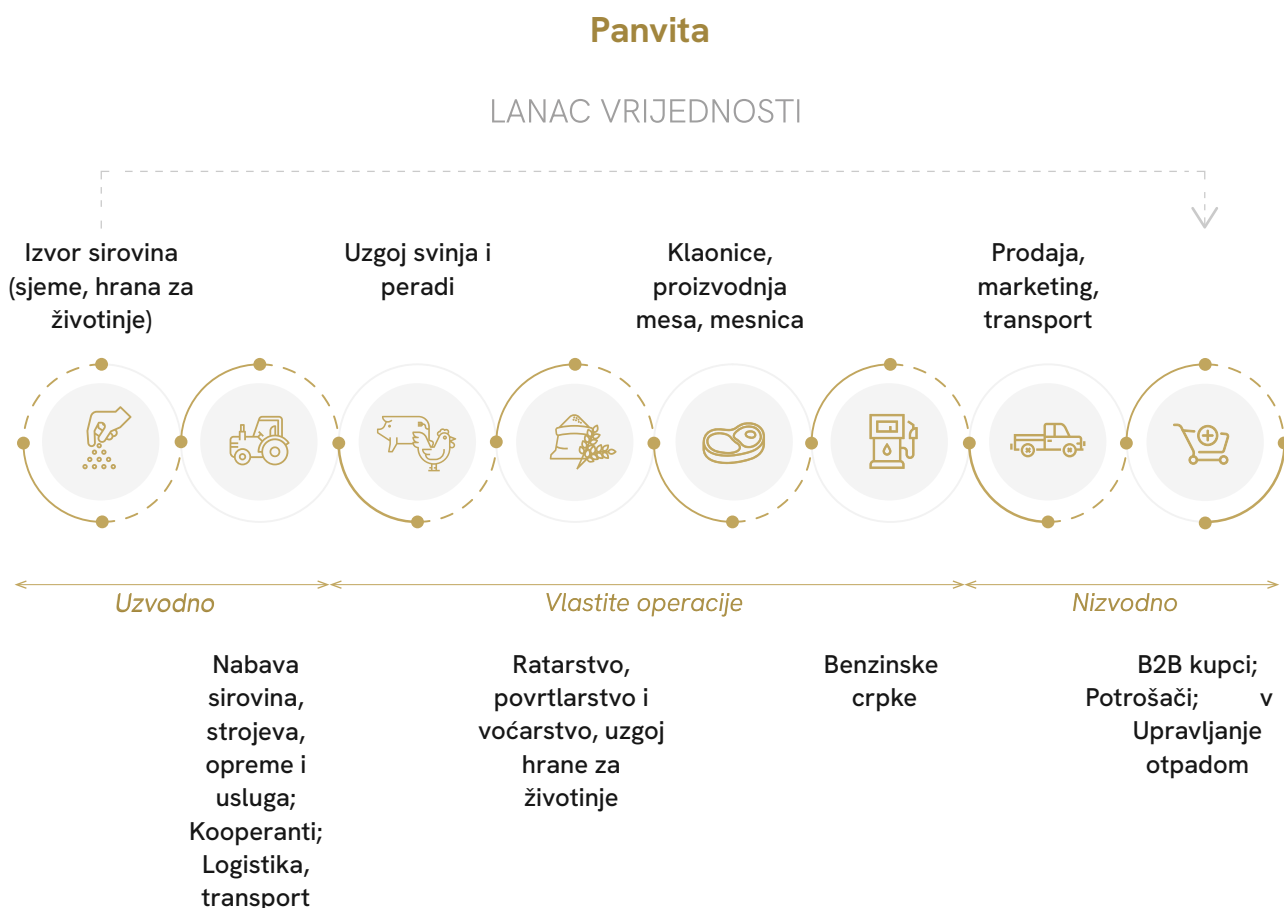 Panvita
LANAC VRIJEDNOSTI
Izvor sirovina
(sjeme, hrana za
životinje)
Uzgoj svinja i
peradi
Klaonice,
proizvodnja
mesa, mesnica
Prodaja,
marketing,
transport
Uzvodno
Vlastite operacije
Nizvodno
Nabava
sirovina,
strojeva,
opreme i
usluga;
Kooperanti;
Logistika,
transport
Ratarstvo,
povrtlarstvo i
voćarstvo, uzgoj
hrane za
životinje
Benzinske
crpke
B2B kupci;
Potrošači; v
Upravljanje
otpadom